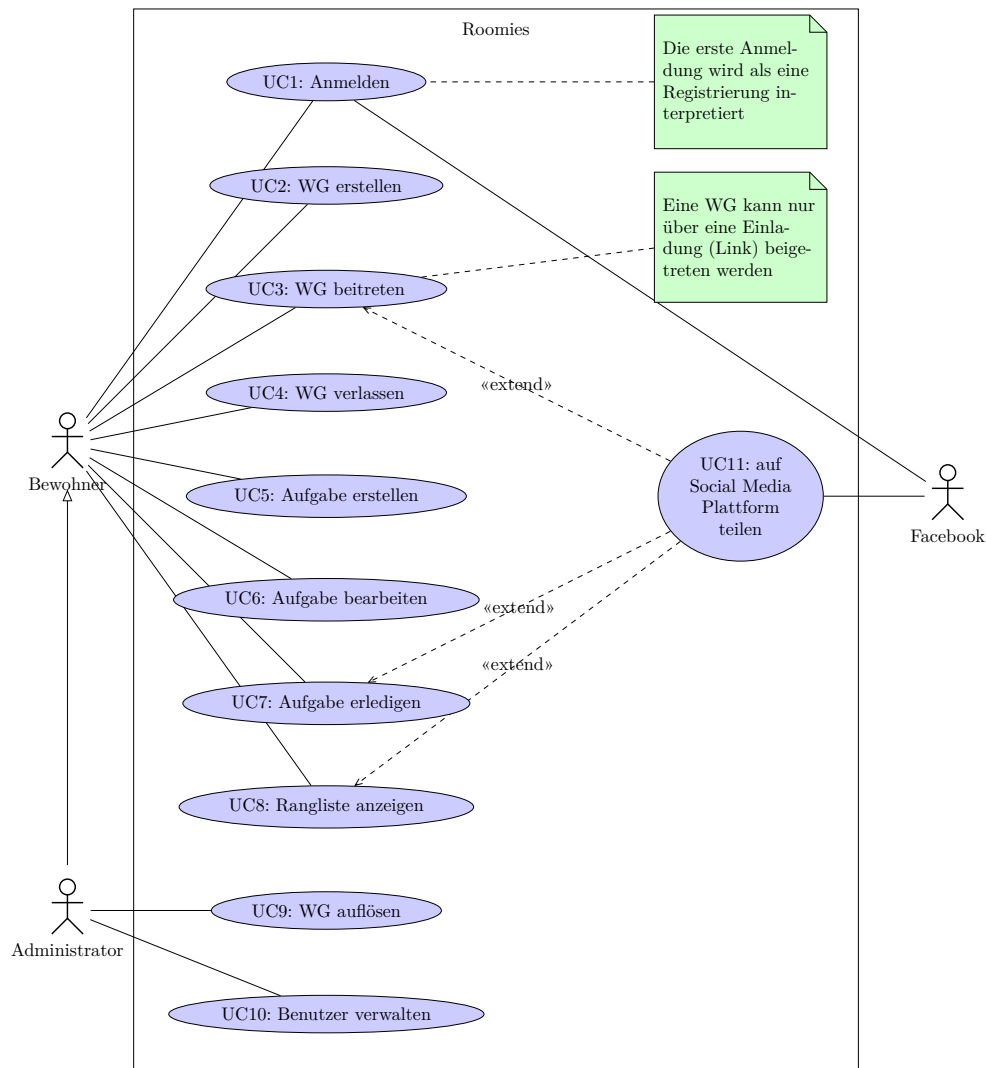 Roomies
Die erste Anmel-
dung wird als eine
Registrierung in-
terpretiert
UC1: Anmelden
UC2: WG erstellen
Eine WG kann nur
über eine Einla-
dung (Link) beige-
treten werden
UC3: WG beitreten
«extend»
UC4: WG verlassen
Bewohner
UC5: Aufgabe erstellen
UC11: auf
Social Media
Plattform
teilen
Facebook
UC6: Aufgabe bearbeiten
«extend»
«extend»
UC7: Aufgabe erledigen
UC8: Rangliste anzeigen
UC9: WG auflösen
Administrator
UC10: Benutzer verwalten